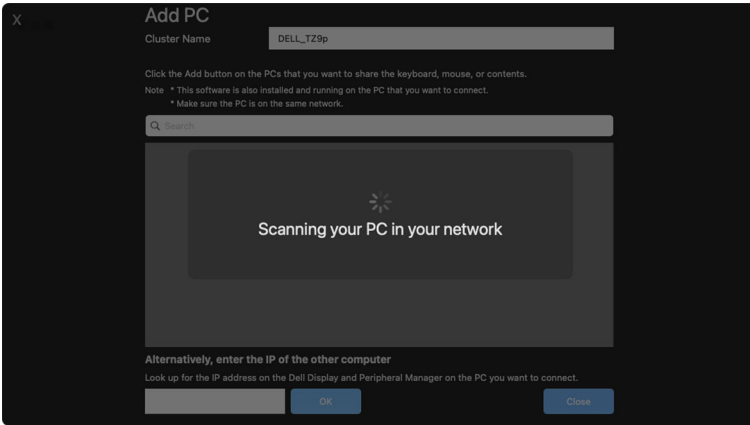 X
Add PC
Cluster Name
DELL_TZ9p
Click the Add button on the PCs that you want to share the keyboard, mouse, or contents.
Note * This software is also installed and running on the PC that you want to connect.
* Make sure the PC is on the same network.
Search
Scanning your PC in your network
Alternatively, enter the IP of the other computer
Look up for the IP address on the Dell Display and Peripheral Manager on the PC you want to connect.
OK
Close